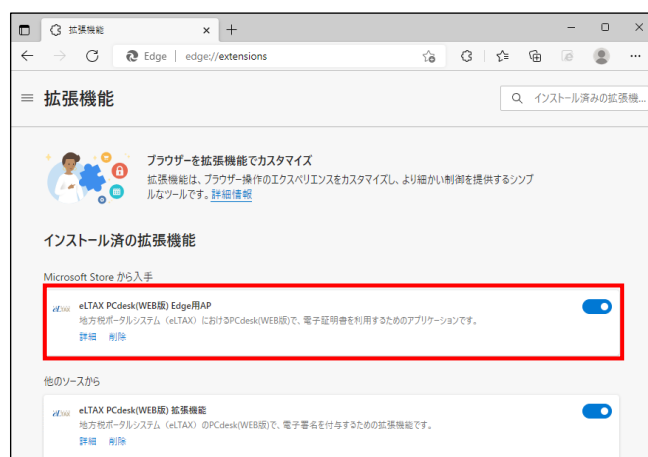 拡張機能
Edge | edge://extensions
拡張機能
インストール済みの拡張機...
ブラウザーを拡張機能でカスタマイズ
拡張機能は、ブラウザー操作のエクスペリエンスをカスタマイズし、より細かい制御を提供するシンプ
ルなツールです。詳細情報
インストール済の拡張機能
Microsoft Store から入手
eLTAX
eLTAX PCdesk(WEB版) Edge用AP
地方税ポータルシステム（eLTAX）におけるPCdesk(WEB版)で、電子証明書を利用するためのアプリケーションです。
詳細 削除
他のソースから
eLTAX
eLTAX PCdesk(WEB版) 拡張機能
地方税ポータルシステム（eLTAX）のPCdesk(WEB版)で、電子署名を付与するための拡張機能です。
詳細 削除